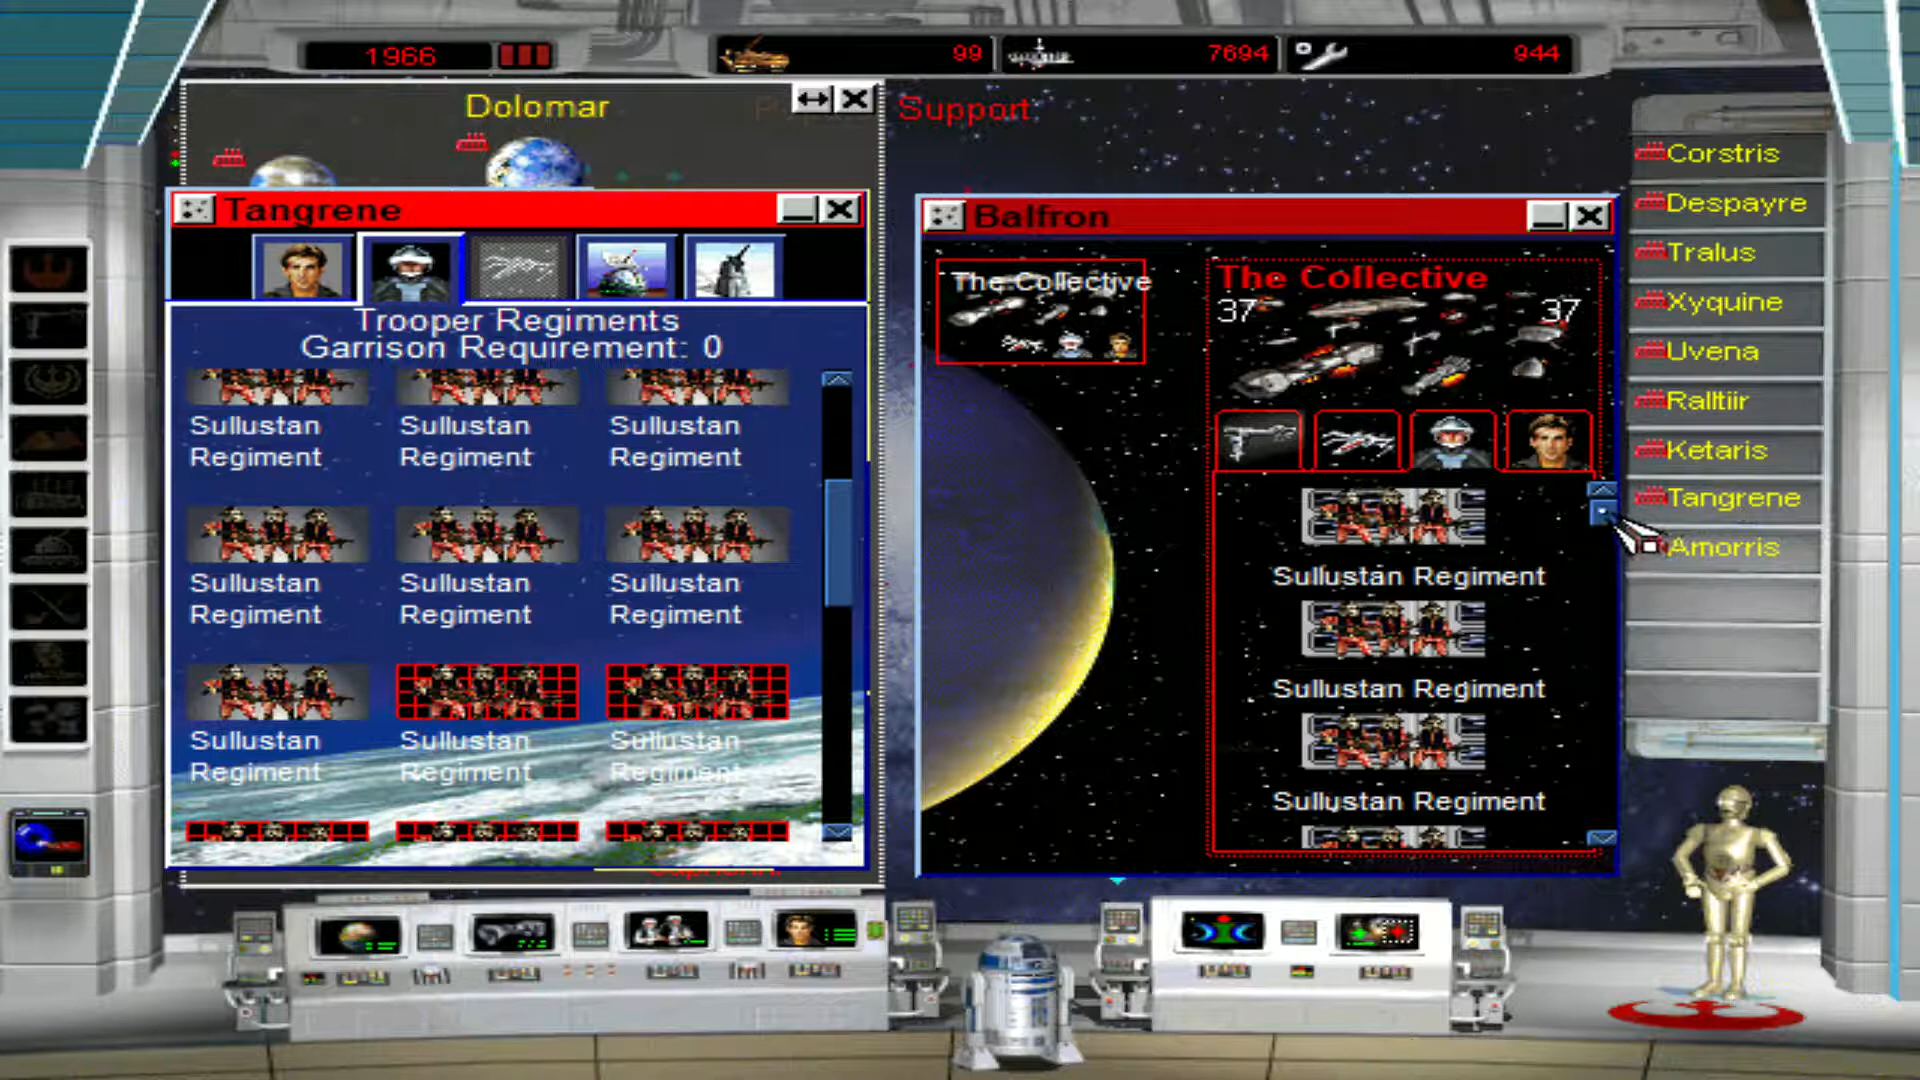 1966
99
7694
944
Dolomar
Support
Tangrene
Trooper Regiments
Garrison Requirement: 0
Sullustan Regiment
Sullustan Regiment
Sullustan Regiment
Sullustan Regiment
Sullustan Regiment
Sullustan Regiment
Sullustan Regiment
Sullustan Regiment
Sullustan Regiment
Balfron
The Collective
The Collective
37
37
Sullustan Regiment
Sullustan Regiment
Sullustan Regiment
Corstris
Despayre
Tralus
Xyquine
Uvena
Ralltiir
Ketaris
Tangrene
Amorris